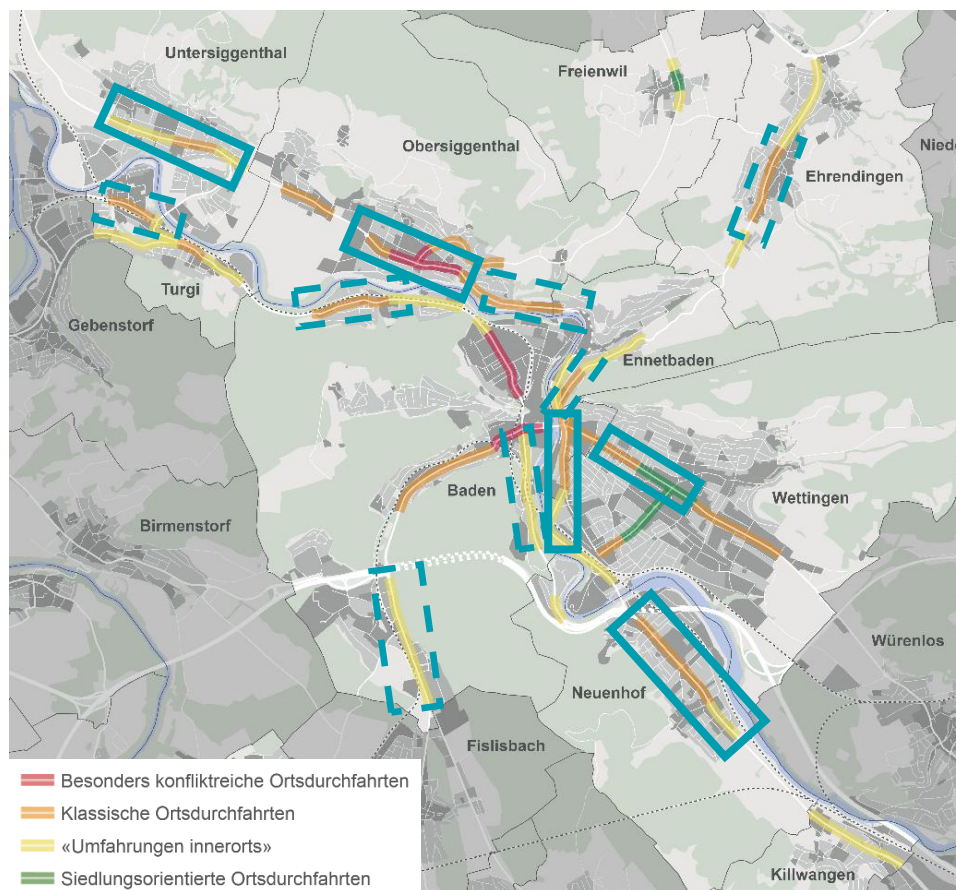 Untersiggenthal
Freienwil
Obersiggenthal
Niede
Ehrendingen
Turgi
Gebenstorf
Ennetbaden
Baden
Wettingen
Birmenstorf
Würenlos
Neuenhof
Fislisbach
Killwangen
Besonders konfliktreiche Ortsdurchfahrten
Klassische Ortsdurchfahrten
«Umfahrungen innerorts»
Siedlungsorientierte Ortsdurchfahrten